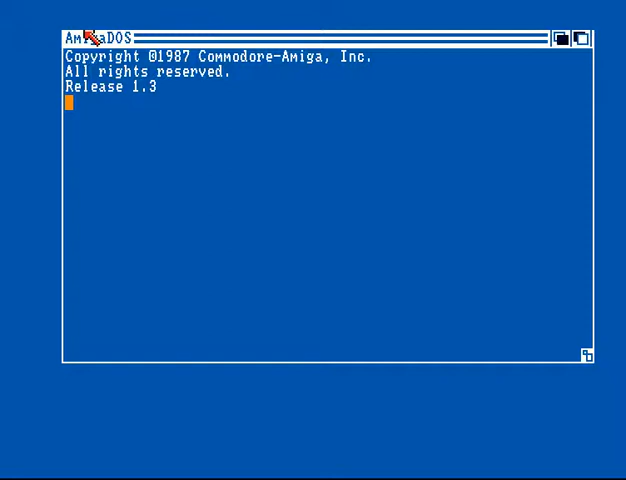 AmigaDOS
Copyright ©1987 Commodore-Amiga, Inc.
All rights reserved.
Release 1.3